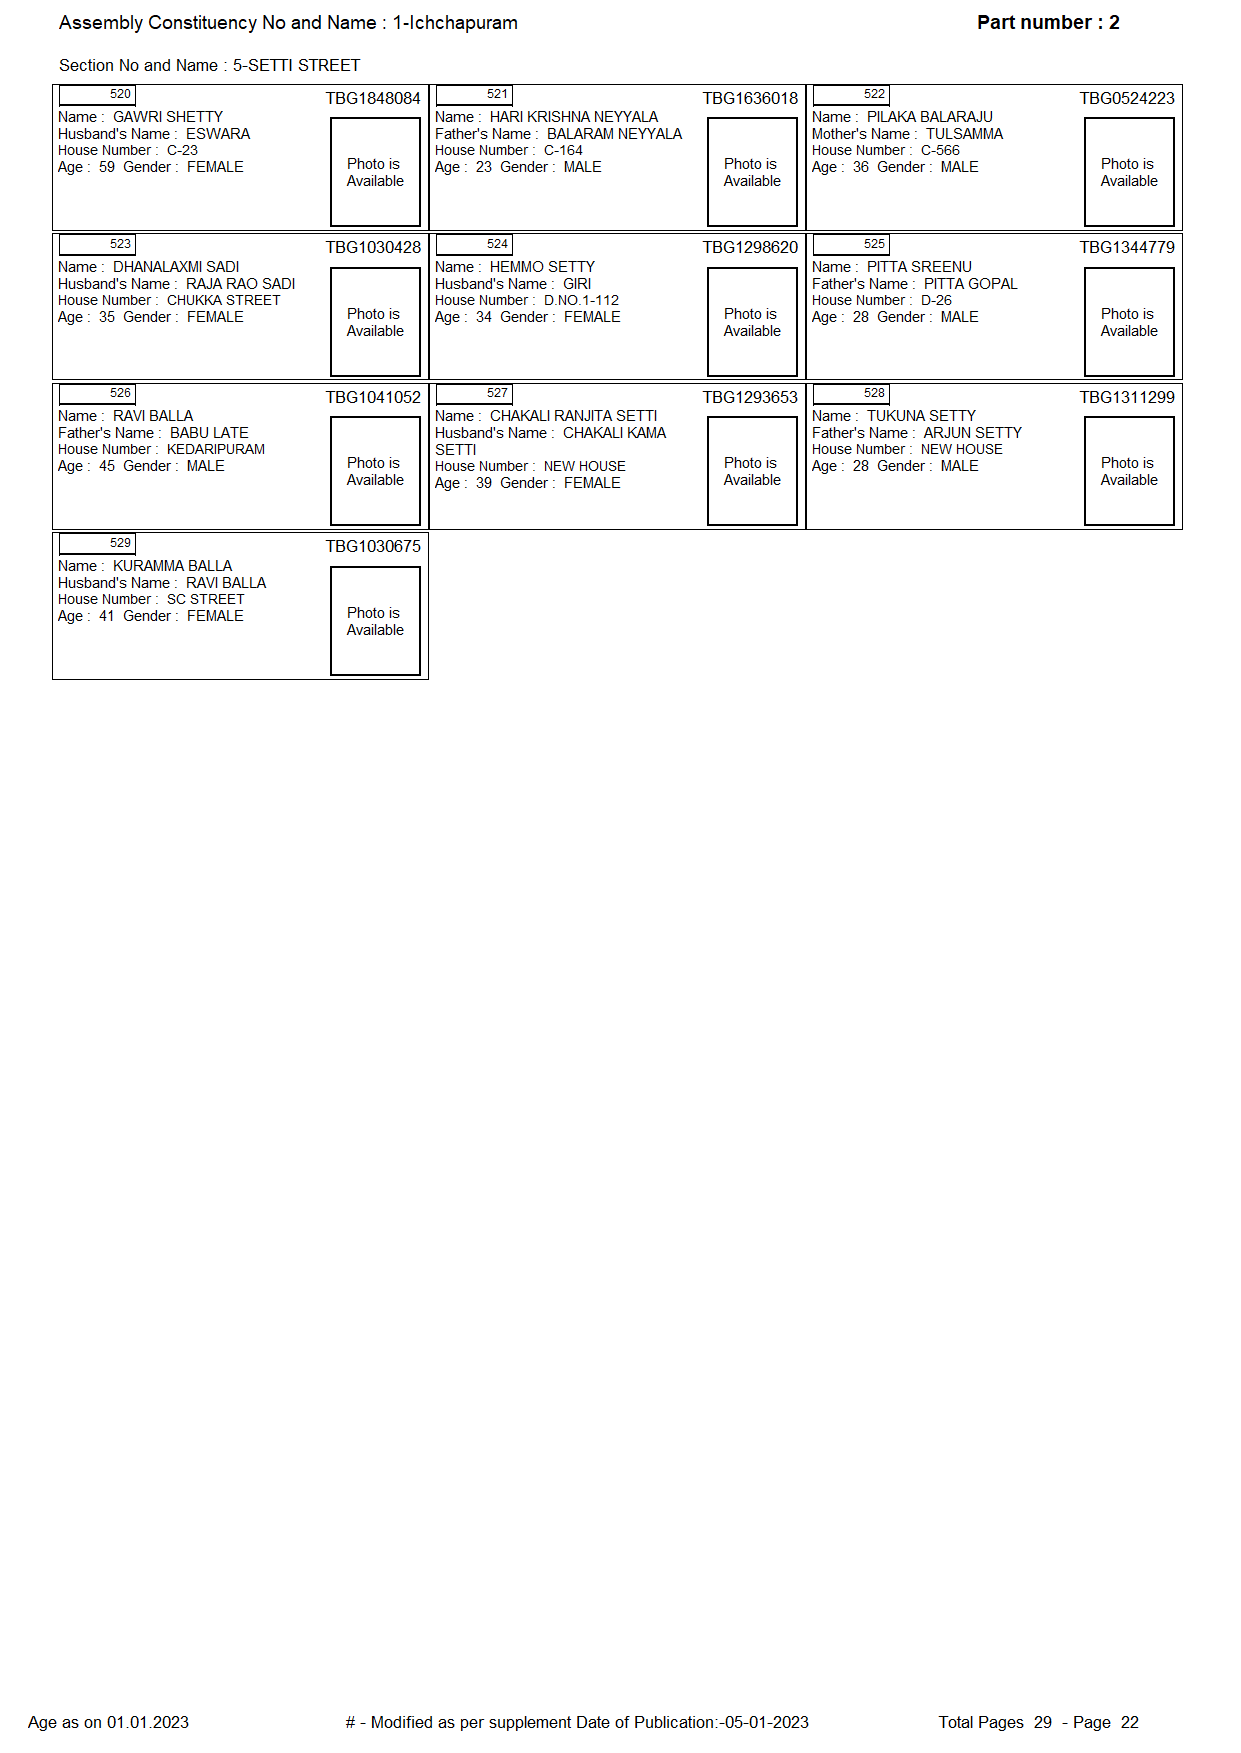 Assembly Constituency No and Name : 1-Ichchapuram
Part number : 2
Section No and Name : 5-SETTI STREET
520
TBG1848084
Name : GAWRI SHETTY
Husband's Name : ESWARA
House Number : C-23
Age : 59 Gender : FEMALE
Photo is
Available
521
TBG1636018
Name : HARI KRISHNA NEYYALA
Father's Name : BALARAM NEYYALA
House Number : C-164
Age : 23 Gender : MALE
Photo is
Available
522
TBG0524223
Name : PILAKA BALARAJU
Mother's Name : TULSAMMA
House Number : C-566
Age : 36 Gender : MALE
Photo is
Available
523
TBG1030428
Name : DHANALAXMI SADI
Husband's Name : RAJA RAO SADI
House Number : CHUKKA STREET
Age : 35 Gender : FEMALE
Photo is
Available
524
TBG1298620
Name : HEMMO SETTY
Husband's Name : GIRI
House Number : D.NO.1-112
Age : 34 Gender : FEMALE
Photo is
Available
525
TBG1344779
Name : PITTA SREENU
Father's Name : PITTA GOPAL
House Number : D-26
Age : 28 Gender : MALE
Photo is
Available
526
TBG1041052
Name : RAVI BALLA
Father's Name : BABU LATE
House Number : KEDARIPURAM
Age : 45 Gender : MALE
Photo is
Available
527
TBG1293653
Name : CHAKALI RANJITA SETTI
Husband's Name : CHAKALI KAMA
SETTI
House Number : NEW HOUSE
Age : 39 Gender : FEMALE
Photo is
Available
528
TBG1311299
Name : TUKUNA SETTY
Father's Name : ARJUN SETTY
House Number : NEW HOUSE
Age : 28 Gender : MALE
Photo is
Available
529
TBG1030675
Name : KURAMMA BALLA
Husband's Name : RAVI BALLA
House Number : SC STREET
Age : 41 Gender : FEMALE
Photo is
Available
Age as on 01.01.2023
# - Modified as per supplement Date of Publication:-05-01-2023
Total Pages 29 - Page 22